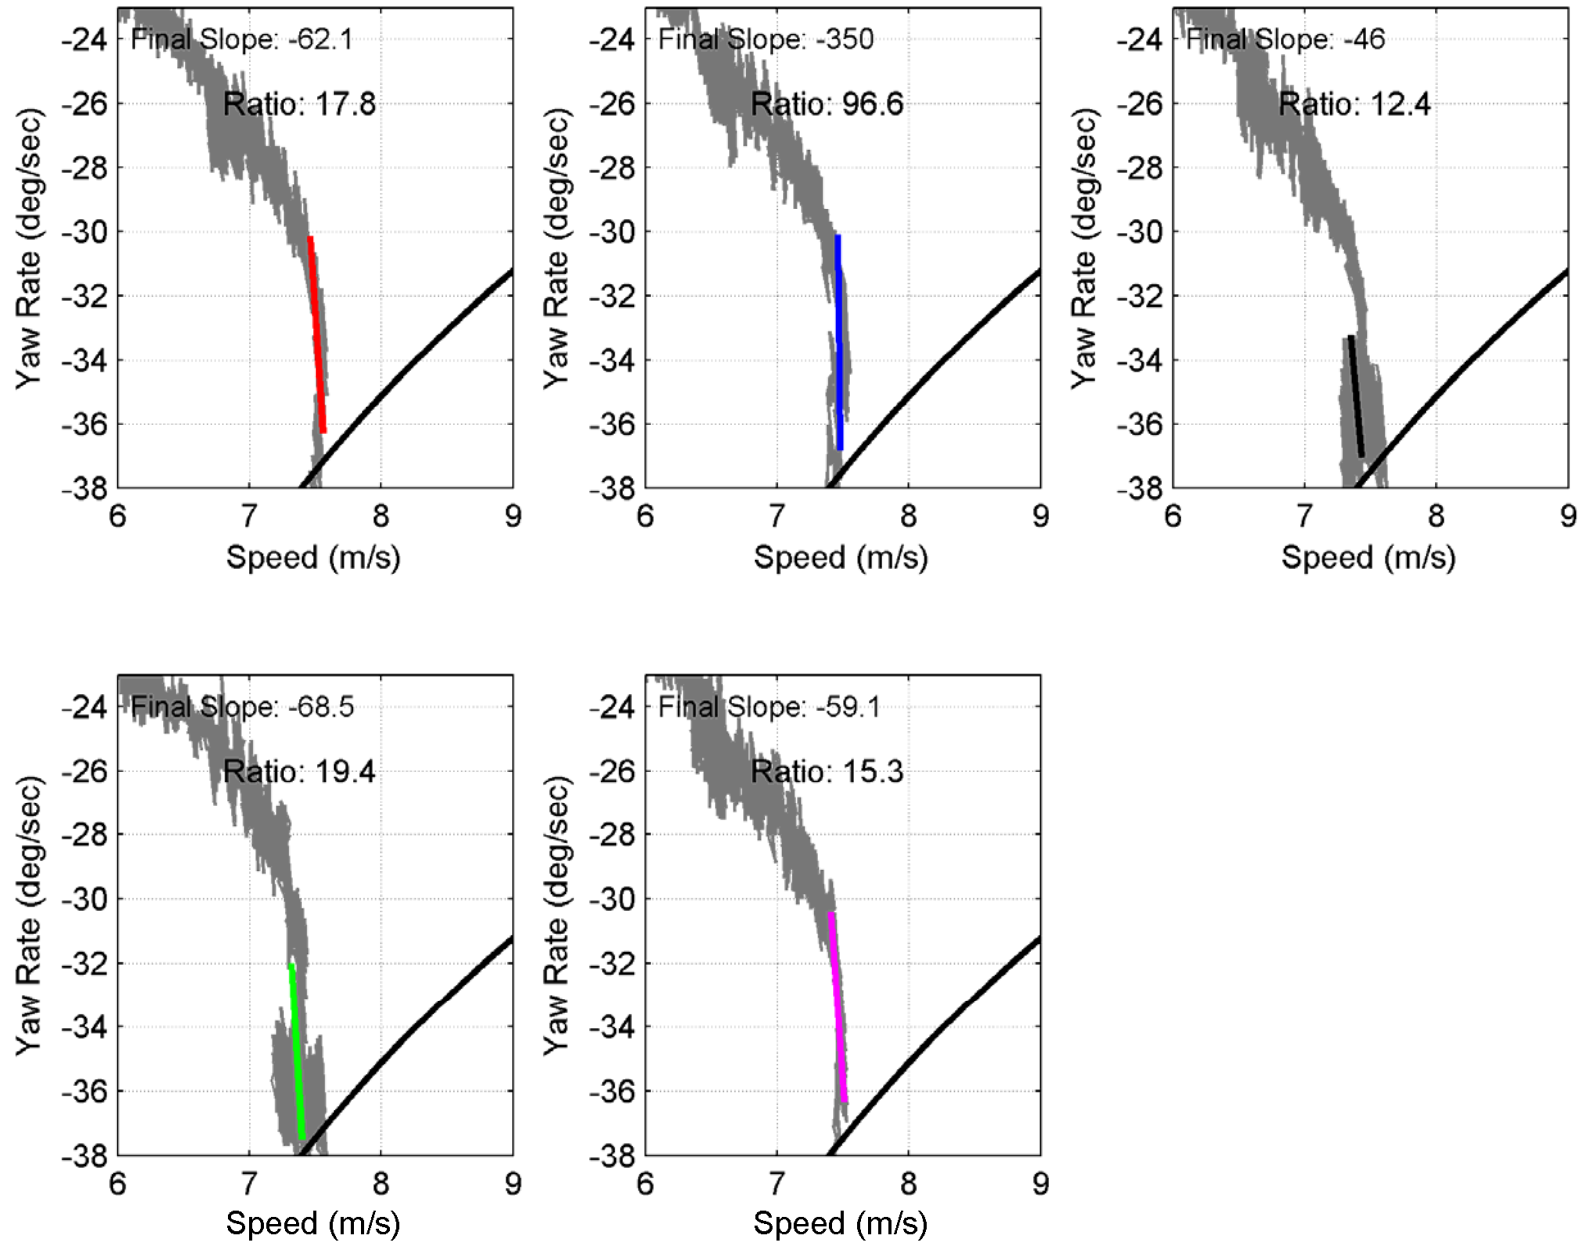 Final Slope: -62.1
Ratio: 17.8
-24
-26
-28
-30
-32
-34
-36
-38
6 7 8 9
Yaw Rate (deg/sec)
Speed (m/s)
Final Slope: -350
Ratio: 96.6
-24
-26
-28
-30
-32
-34
-36
-38
6 7 8 9
Yaw Rate (deg/sec)
Speed (m/s)
Final Slope: -46
Ratio: 12.4
-24
-26
-28
-30
-32
-34
-36
-38
6 7 8 9
Yaw Rate (deg/sec)
Speed (m/s)
Final Slope: -68.5
Ratio: 19.4
-24
-26
-28
-30
-32
-34
-36
-38
6 7 8 9
Yaw Rate (deg/sec)
Speed (m/s)
Final Slope: -59.1
Ratio: 15.3
-24
-26
-28
-30
-32
-34
-36
-38
6 7 8 9
Yaw Rate (deg/sec)
Speed (m/s)